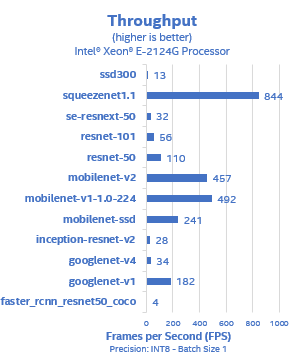 Throughput
(higher is better)
Intel® Xeon® E-2124G Processor
ssd300 13
squeezenet1.1 844
se-resnext-50 32
resnet-101 56
resnet-50 110
mobilenet-v2 457
mobilenet-v1-1.0-224 492
mobilenet-ssd 241
inception-resnet-v2 28
googlenet-v4 34
googlenet-v1 182
faster_rcnn_resnet50_coco 4
0 200 400 600 800 1000
Frames per Second (FPS)
Precision: INT8 - Batch Size 1